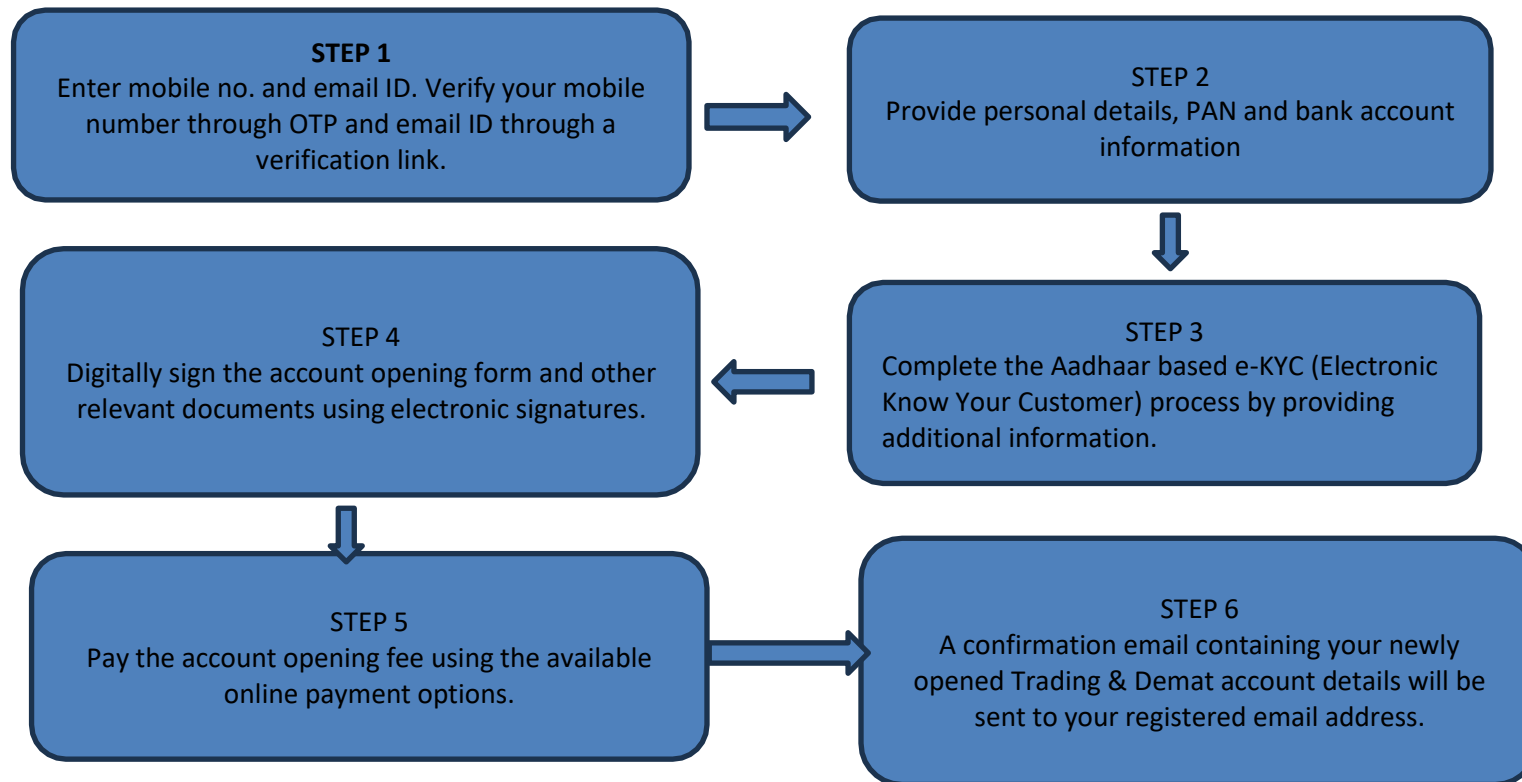 STEP 1
Enter mobile no. and email ID. Verify your mobile
number through OTP and email ID through a
verification link.
STEP 2
Provide personal details, PAN and bank account
information
STEP 3
Complete the Aadhaar based e-KYC (Electronic
Know Your Customer) process by providing
additional information.
STEP 4
Digitally sign the account opening form and other
relevant documents using electronic signatures.
STEP 5
Pay the account opening fee using the available
online payment options.
STEP 6
A confirmation email containing your newly
opened Trading & Demat account details will be
sent to your registered email address.